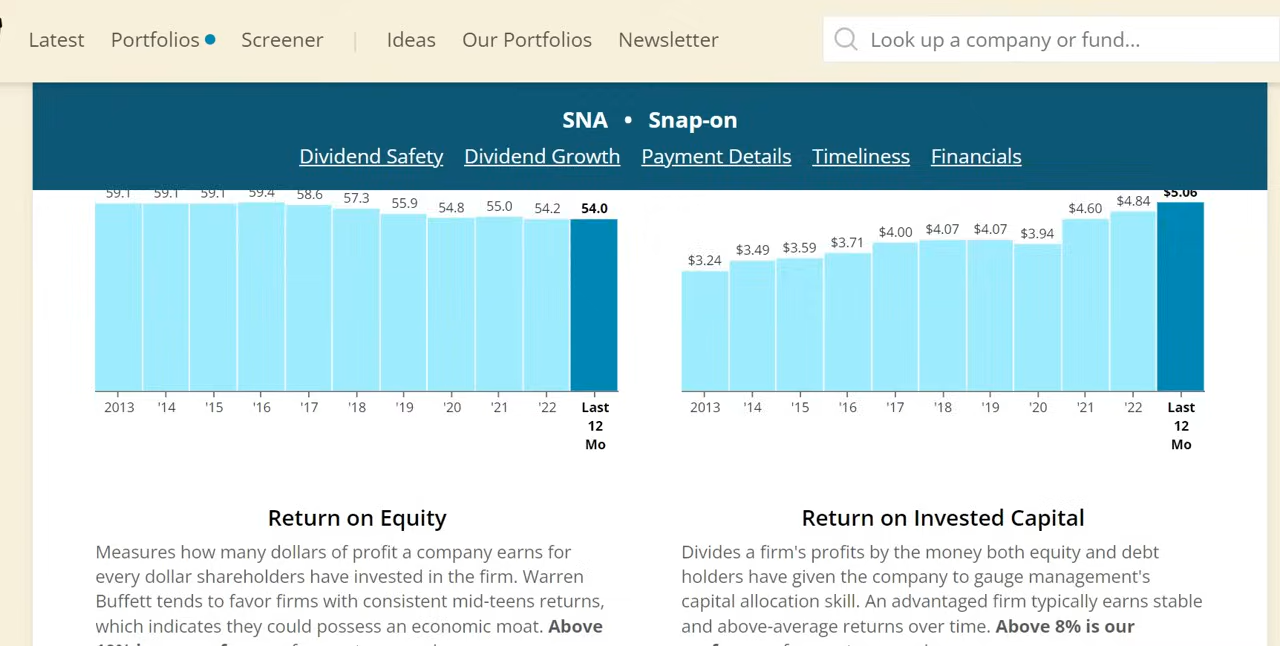 Latest Portfolios Screener | Ideas Our Portfolios Newsletter Look up a company or fund...
SNA • Snap-on
Dividend Safety Dividend Growth Payment Details Timeliness Financials
59.1 59.1 59.1 59.4 58.6 57.3 55.9 54.8 55.0 54.2 54.0
2013 '14 '15 '16 '17 '18 '19 '20 '21 '22 Last
12
Mo
$3.24 $3.49 $3.59 $3.71 $4.00 $4.07 $4.07 $3.94 $4.60 $4.84 $5.06
2013 '14 '15 '16 '17 '18 '19 '20 '21 '22 Last
12
Mo
Return on Equity
Measures how many dollars of profit a company earns for
every dollar shareholders have invested in the firm. Warren
Buffett tends to favor firms with consistent mid-teens returns,
which indicates they could possess an economic moat. Above
Return on Invested Capital
Divides a firm's profits by the money both equity and debt
holders have given the company to gauge management's
capital allocation skill. An advantaged firm typically earns stable
and above-average returns over time. Above 8% is our